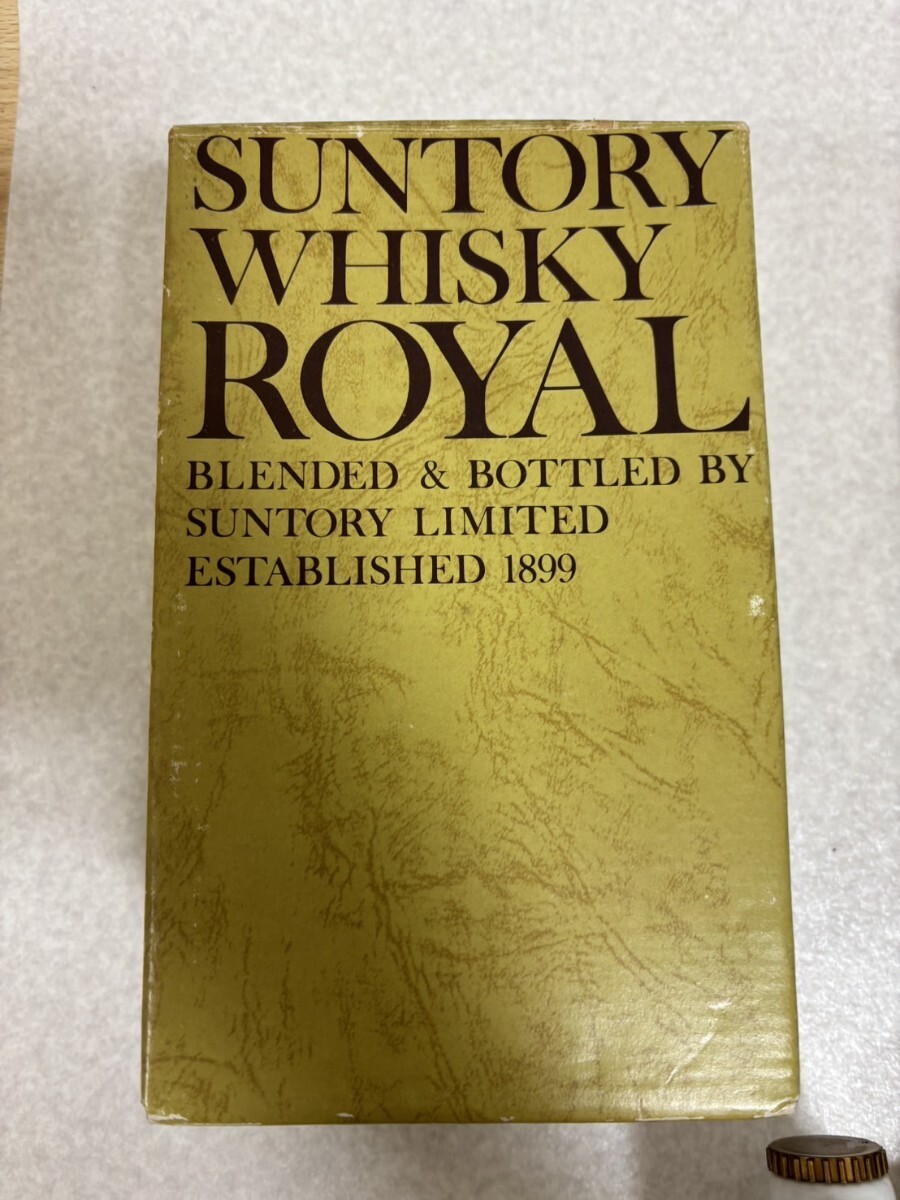 SUNTORY
WHISKY
ROYAL
BLENDED & BOTTLED BY
SUNTORY LIMITED
ESTABLISHED 1899